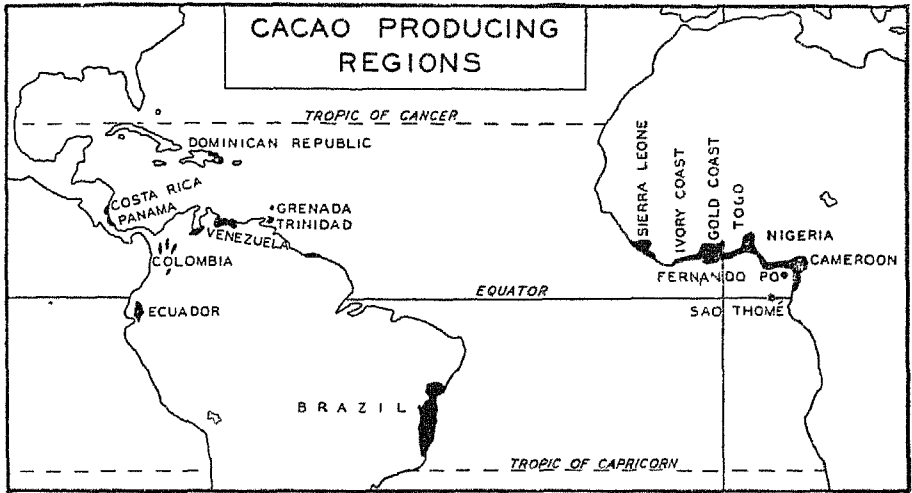 CACAO PRODUCING
REGIONS
TROPIC OF CANCER
DOMINICAN REPUBLIC
COSTA RICA
PANAMA
GRENADA
TRINIDAD
VENEZUELA
COLOMBIA
ECUADOR
SIERRA LEONE
IVORY COAST
GOLD COAST
TOGO
NIGERIA
CAMEROON
FERNANDO PO
EQUATOR
SAO THOMÉ
BRAZIL
TROPIC OF CAPRICORN